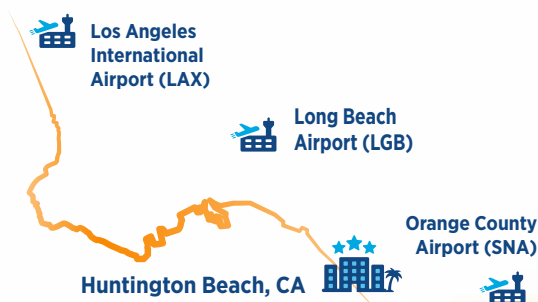 Los Angeles
International
Airport (LAX)
Long Beach
Airport (LGB)
Orange County
Airport (SNA)
Huntington Beach, CA